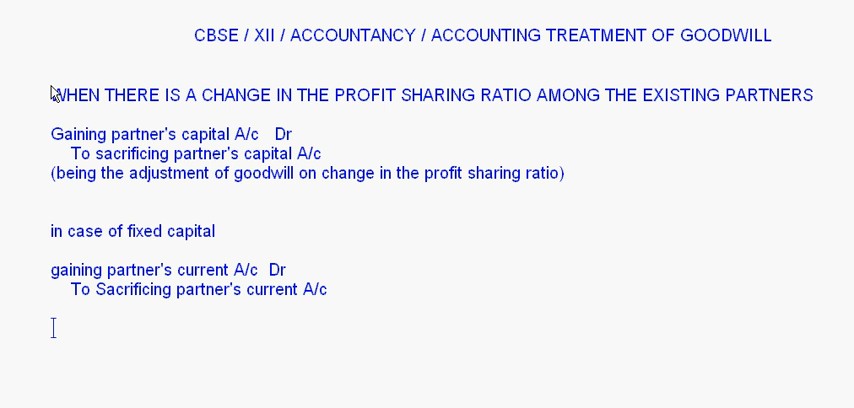 CBSE / XII / ACCOUNTANCY / ACCOUNTING TREATMENT OF GOODWILL
WHEN THERE IS A CHANGE IN THE PROFIT SHARING RATIO AMONG THE EXISTING PARTNERS
Gaining partner's capital A/c Dr
To sacrificing partner's capital A/c
(being the adjustment of goodwill on change in the profit sharing ratio)
in case of fixed capital
gaining partner's current A/c Dr
To Sacrificing partner's current A/c